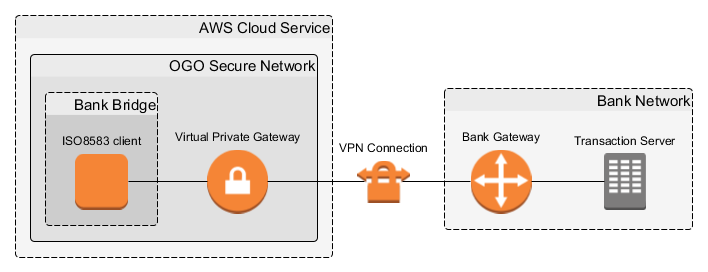 AWS Cloud Service
OGO Secure Network
Bank Bridge
Bank Network
ISO8583 client
Virtual Private Gateway
VPN Connection
Bank Gateway
Transaction Server